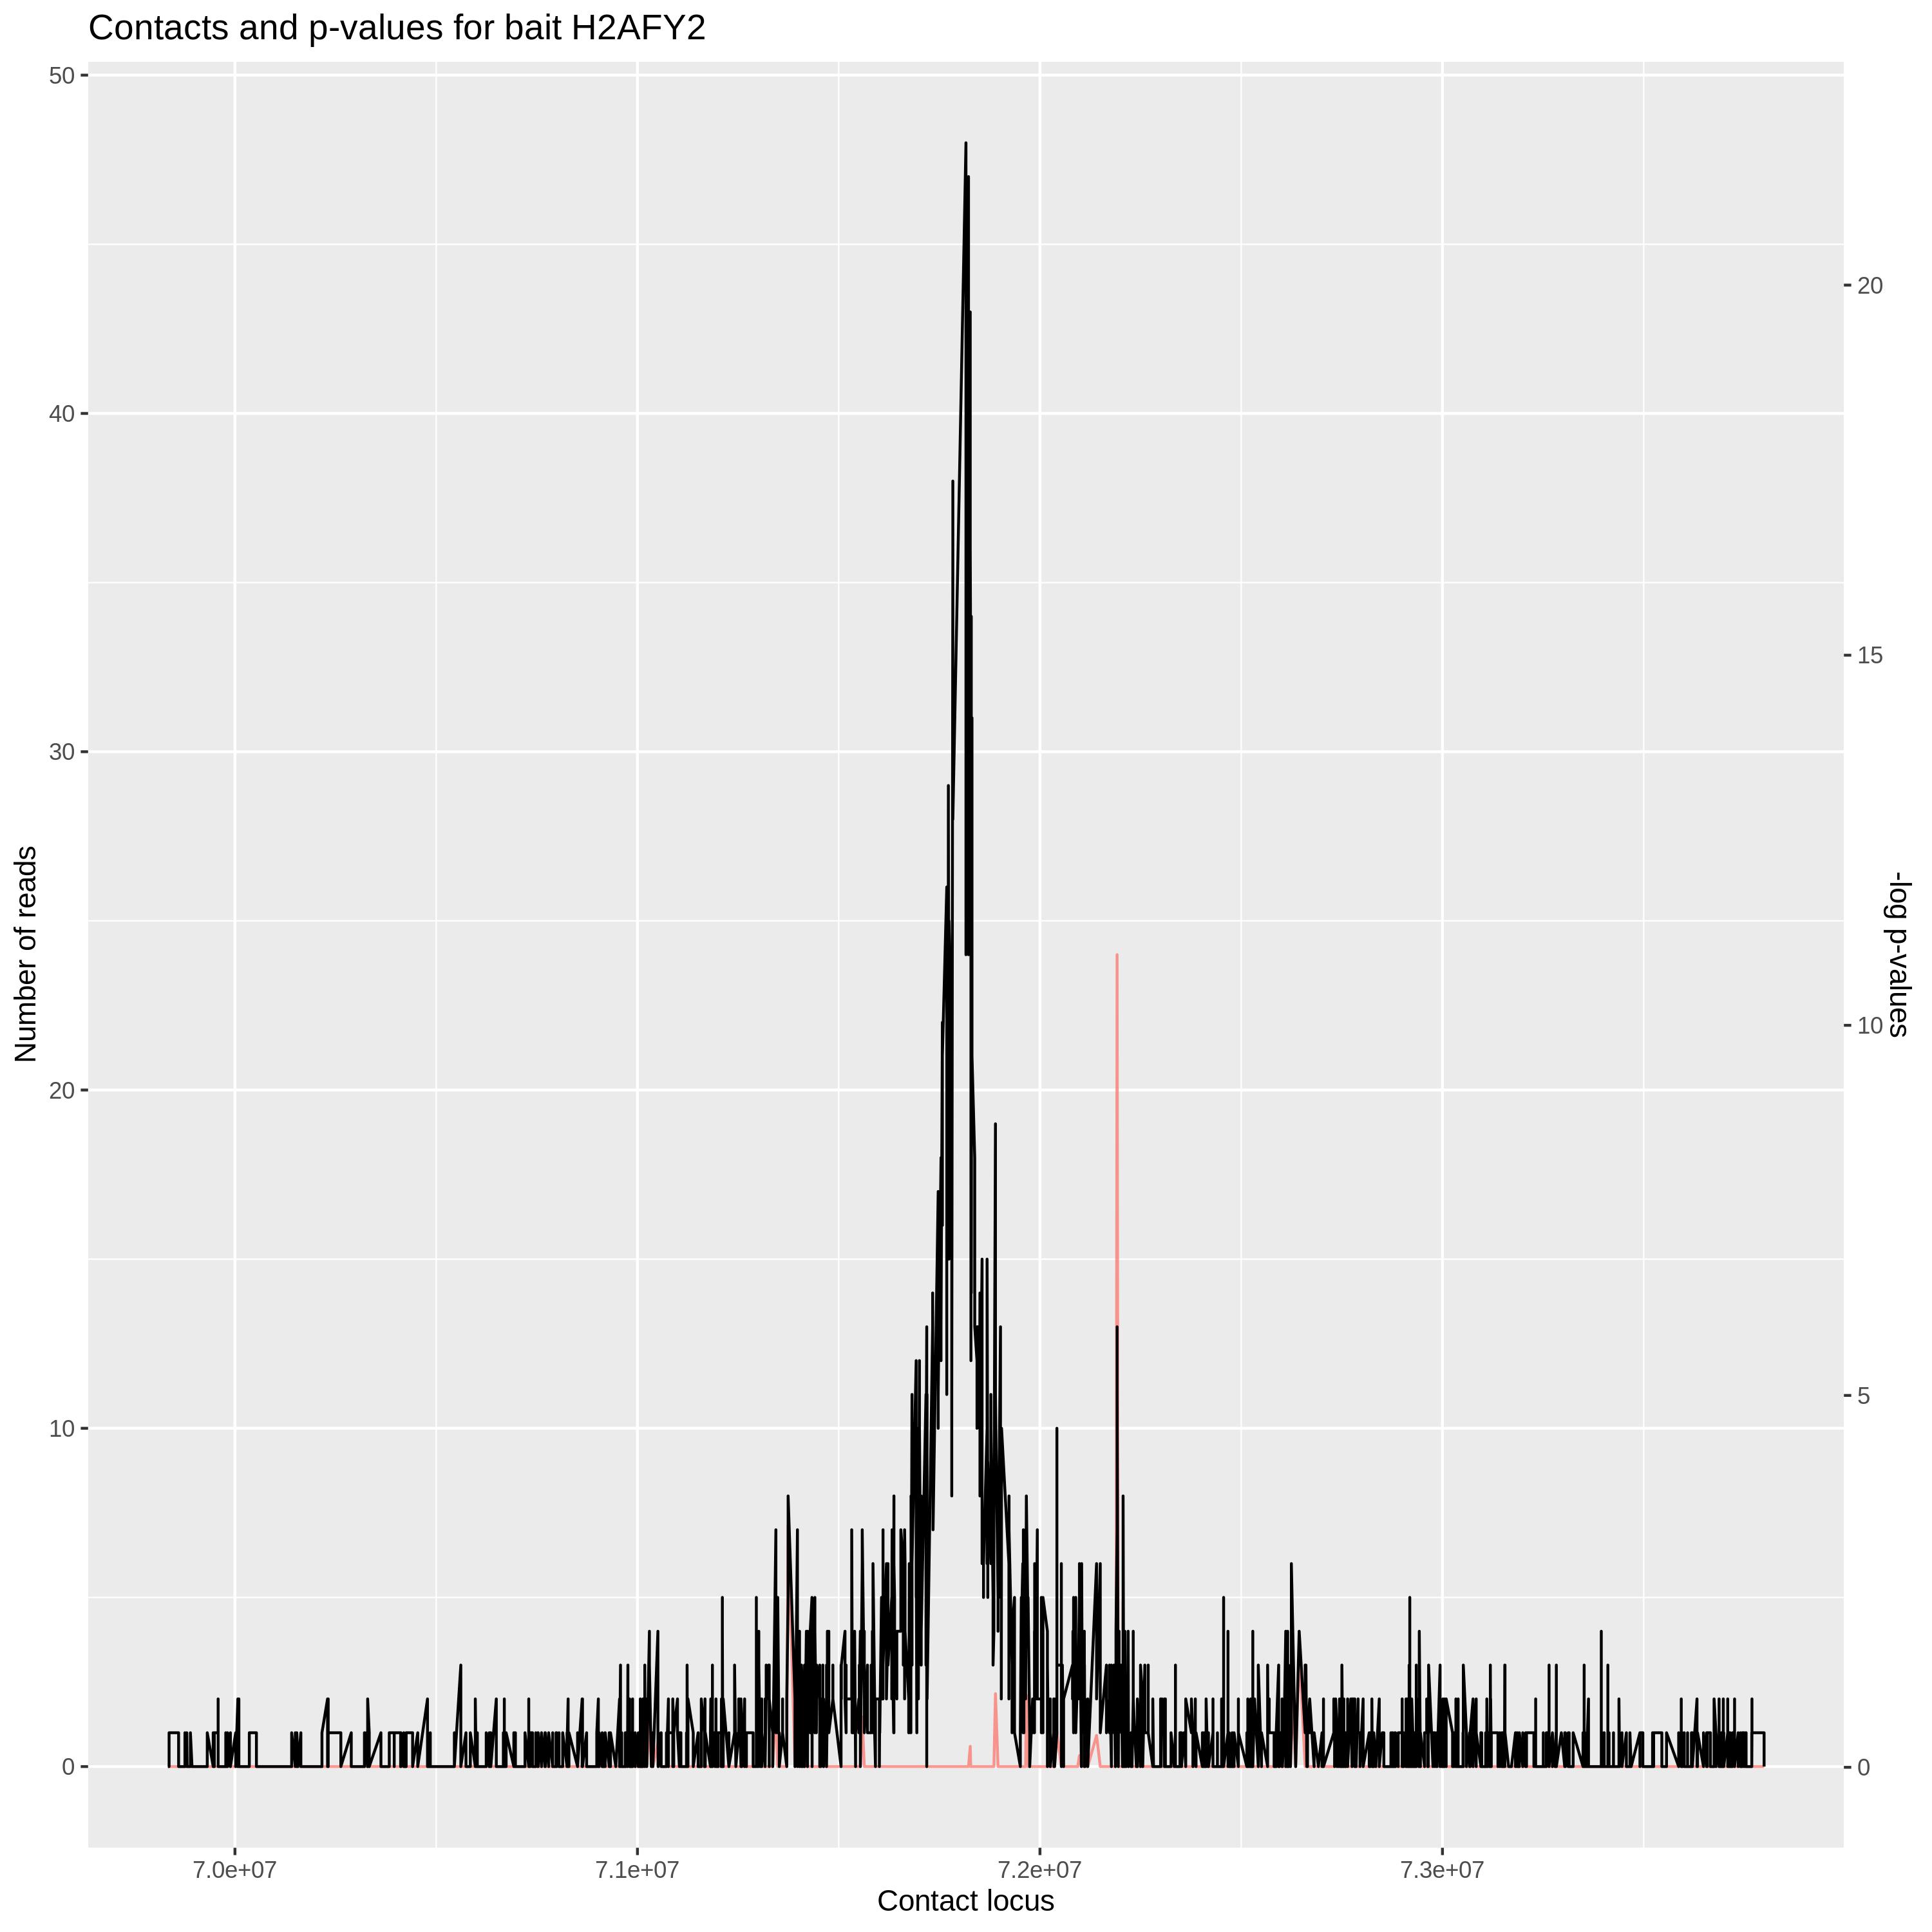 Contacts and p-values for bait H2AFY2
50
40
30
20
10
0
Number of reads
20
15
10
5
0
-log p-values
7.0e+07
7.1e+07
7.2e+07
7.3e+07
Contact locus